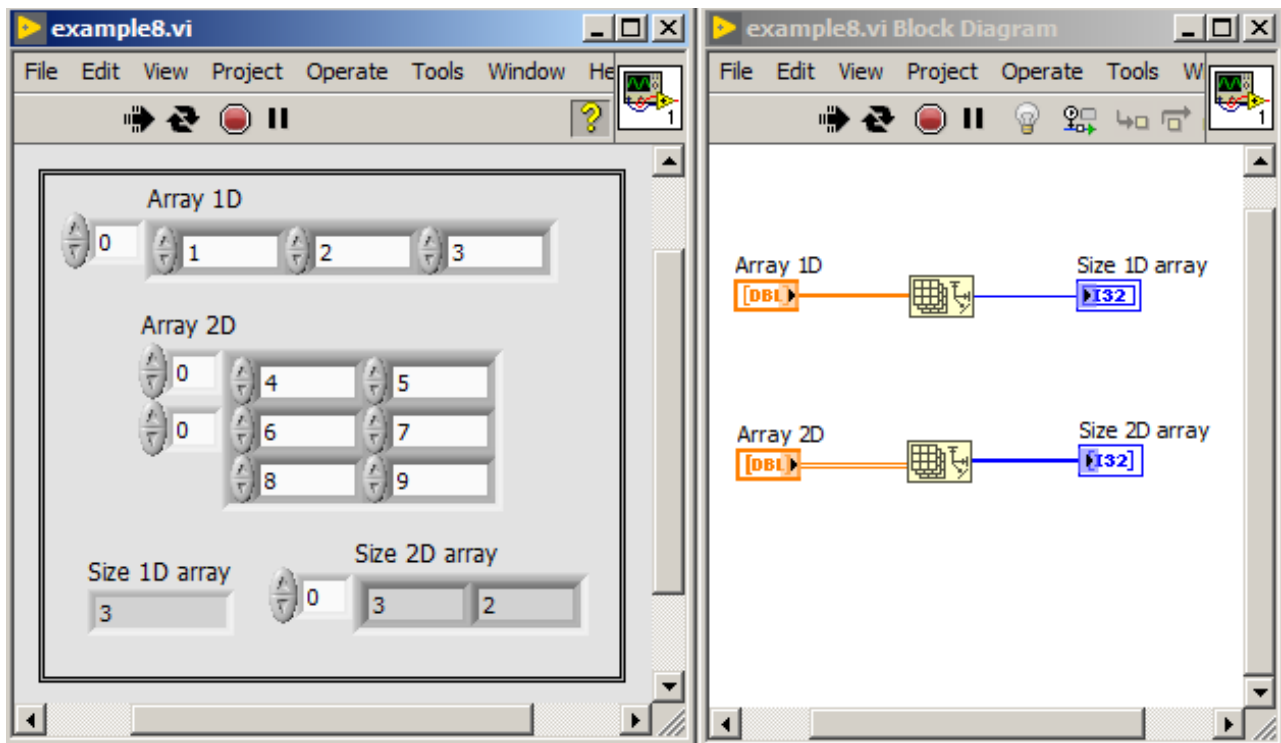 example8.vi
File Edit View Project Operate Tools Window He
1
Array 1D
0 1 2 3
Array 2D
0 4 5
0 6 7
8 9
Size 1D array
3
Size 2D array
0 3 2
example8.vi Block Diagram
File Edit View Project Operate Tools W
1
Array 1D
[DBL]
Size 1D array
I32
Array 2D
[DBL]
Size 2D array
[I32]